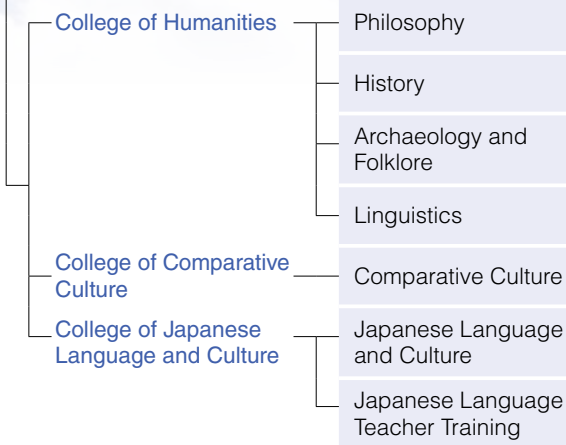 College of Humanities
Philosophy
History
Archaeology and
Folklore
Linguistics
College of Comparative
Culture
Comparative Culture
College of Japanese
Language and Culture
Japanese Language
and Culture
Japanese Language
Teacher Training